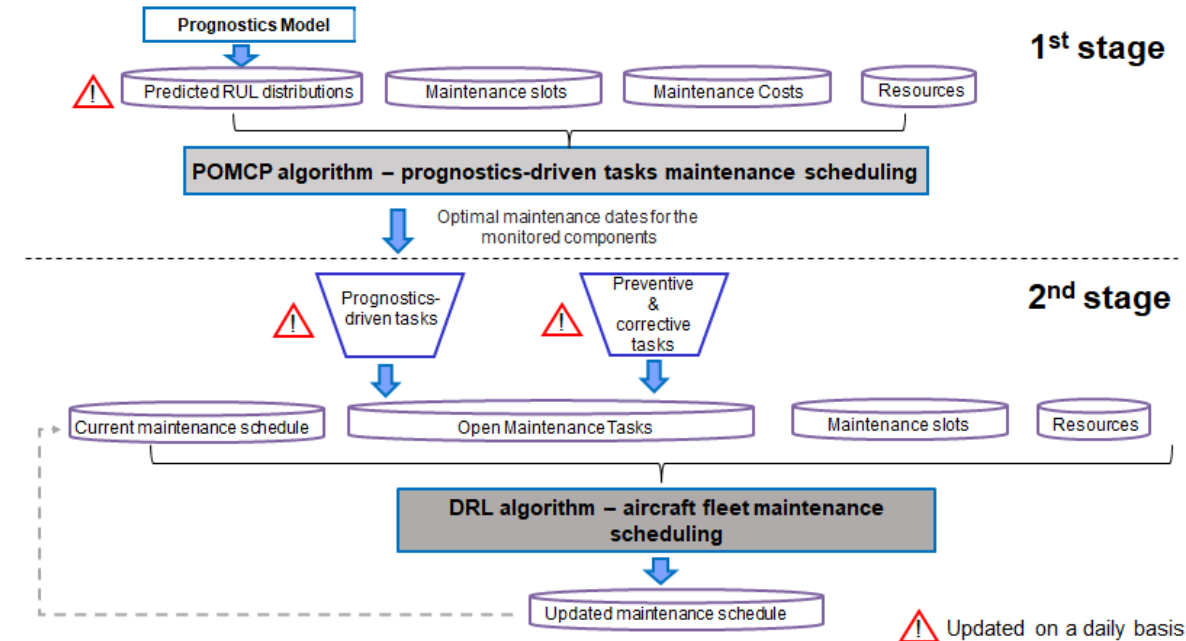 Prognostics Model
1st stage
! Predicted RUL distributions
Maintenance slots
Maintenance Costs
Resources
POMCP algorithm – prognostics-driven tasks maintenance scheduling
Optimal maintenance dates for the
monitored components
2nd stage
! Prognostics-
driven tasks
! Preventive
&
corrective
tasks
Current maintenance schedule
Open Maintenance Tasks
Maintenance slots
Resources
DRL algorithm – aircraft fleet maintenance
scheduling
Updated maintenance schedule
! Updated on a daily basis